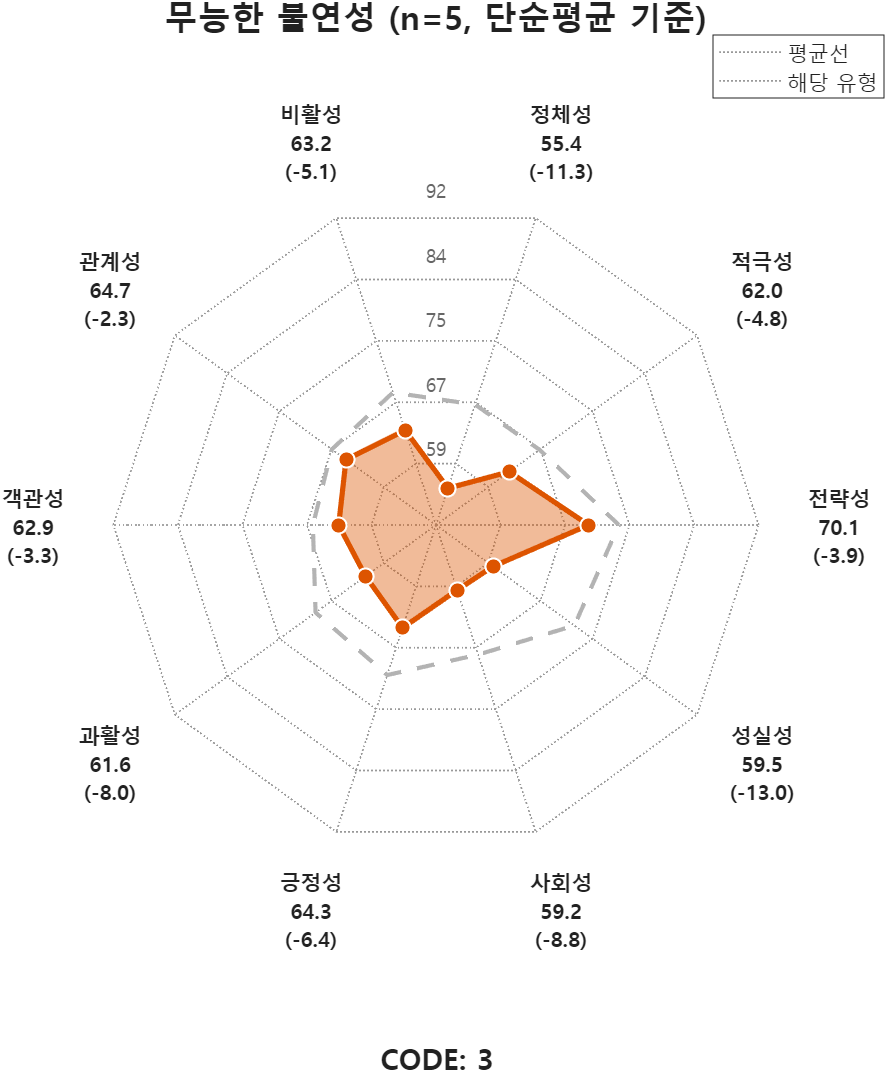 무능한 불연성 (n=5, 단순평균 기준)
평균선
해당 유형
비활성
63.2
(-5.1)
정체성
55.4
(-11.3)
92
84
75
67
59
관계성
64.7
(-2.3)
적극성
62.0
(-4.8)
객관성
62.9
(-3.3)
전략성
70.1
(-3.9)
과활성
61.6
(-8.0)
성실성
59.5
(-13.0)
긍정성
64.3
(-6.4)
사회성
59.2
(-8.8)
CODE: 3